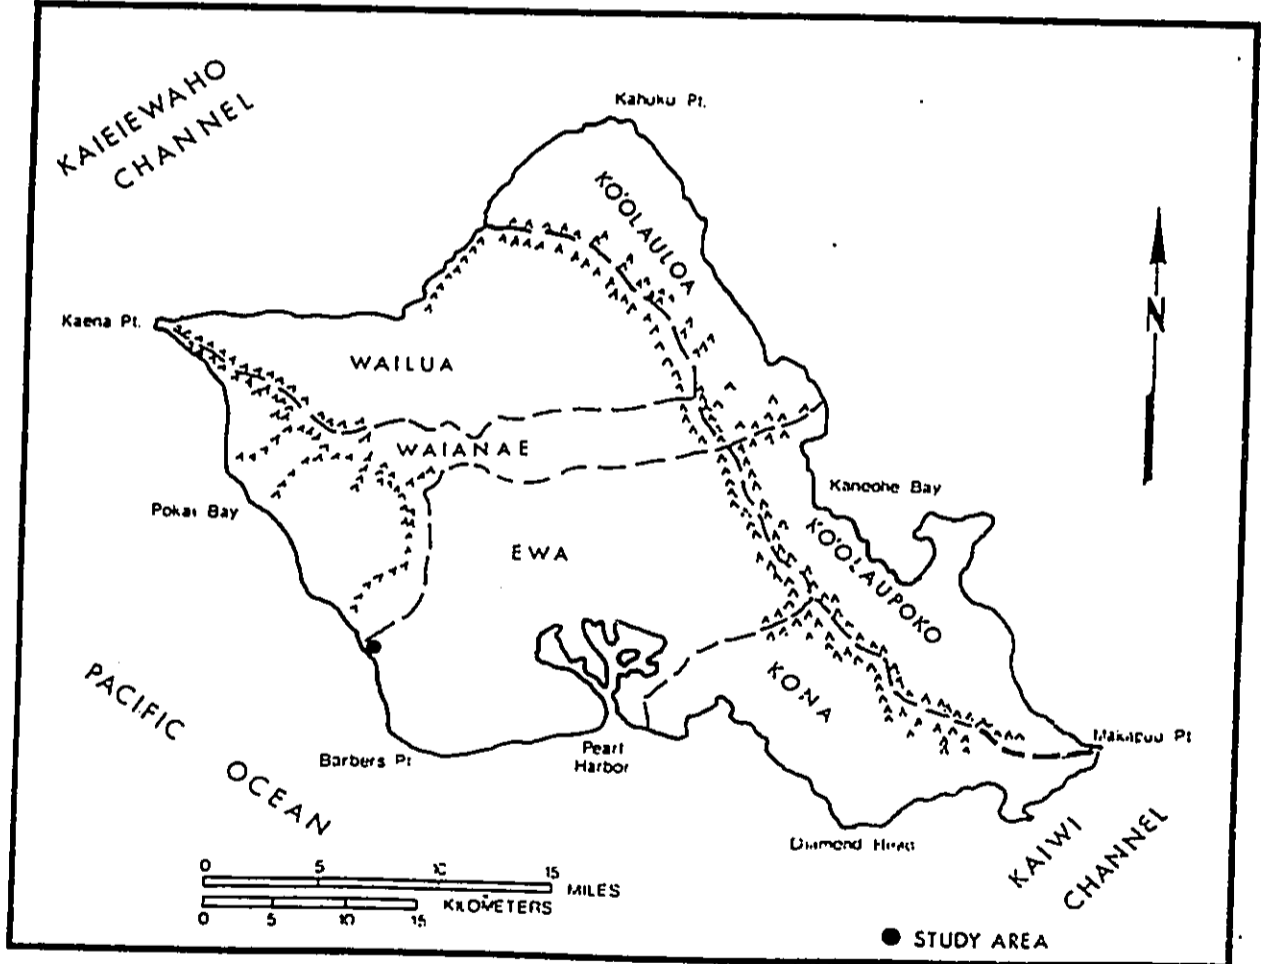 KAIEIEWAHO
CHANNEL
Kahuku Pt.
KO'OLAULOA
N
Kaena Pt.
WAILUA
WAIANAE
Pokai Bay
Kaneohe Bay
KO'OLAUPOKO
EWA
KONA
PACIFIC
OCEAN
Barbers Pt
Pearl
Harbor
Makapuu Pt
Diamond Head
KAIWI
CHANNEL
0 5 10 15
MILES
KILOMETERS
0 5 10 15
STUDY AREA